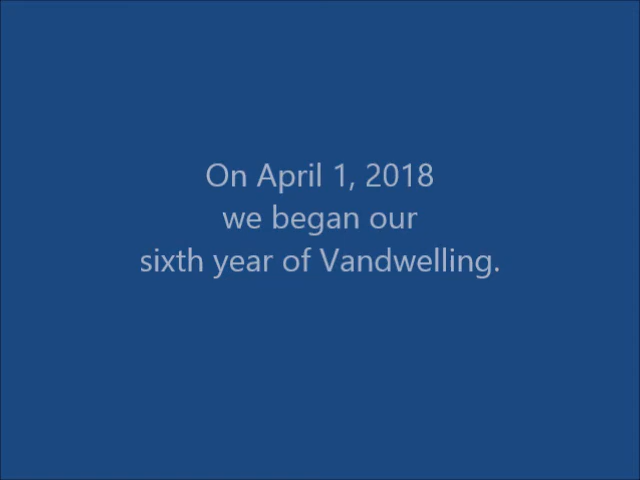 On April 1, 2018
we began our
sixth year of Vandwelling.